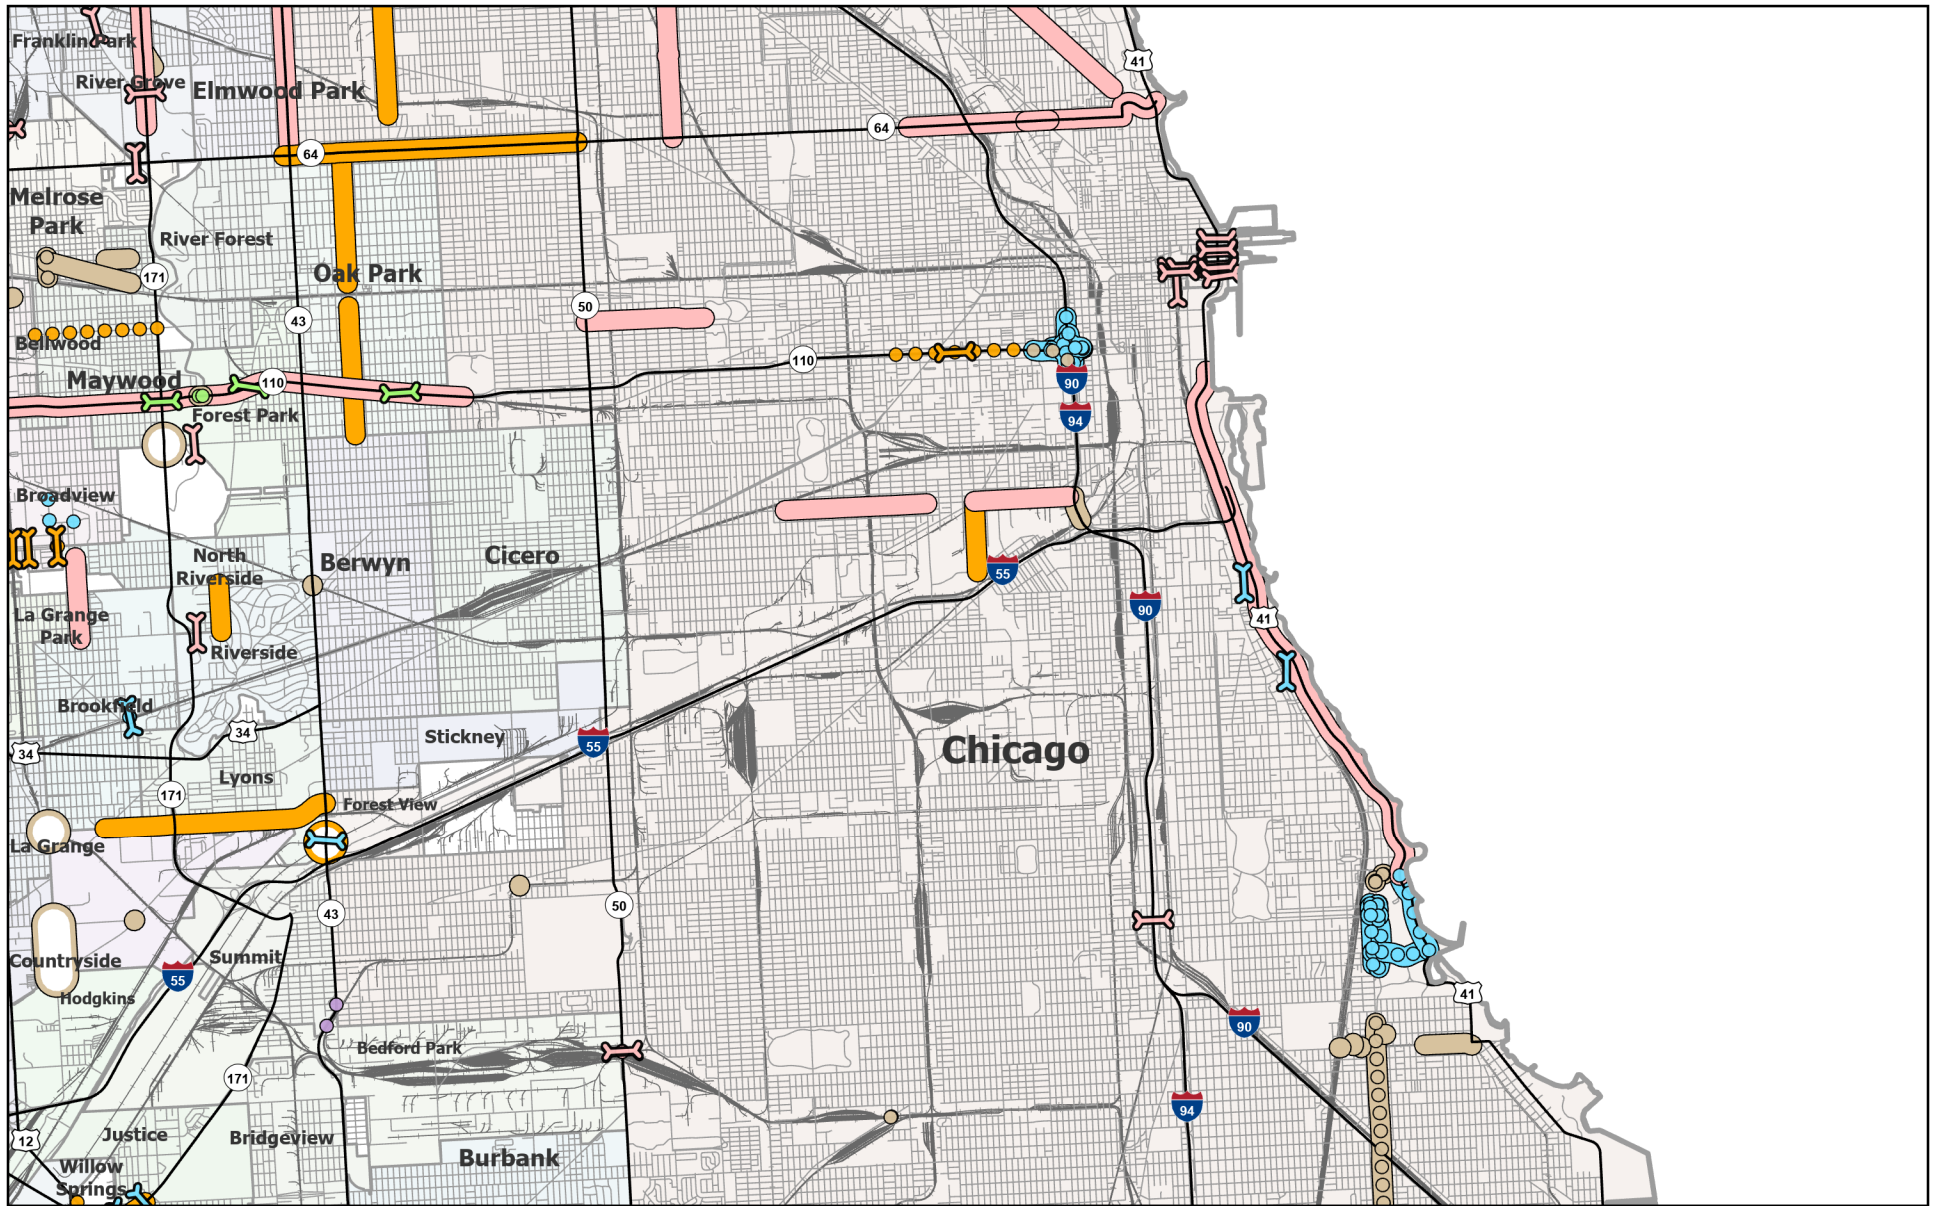 Franklin Park
41
River Grove
Elmwood Park
64
64
Melrose
Park
River Forest
171
Oak Park
50
43
Bellwood
110
Maywood
110
90
Forest Park
94
Broadview
North
Riverside
Berwyn
Cicero
55
90
La Grange
Park
41
Riverside
Brookfield
34
34
Stickney
55
Chicago
Lyons
171
Forest View
La Grange
43
50
Countryside
Summit
55
Hodgkins
41
90
Bedford Park
171
94
12
Justice
Bridgeview
Burbank
Willow
Springs